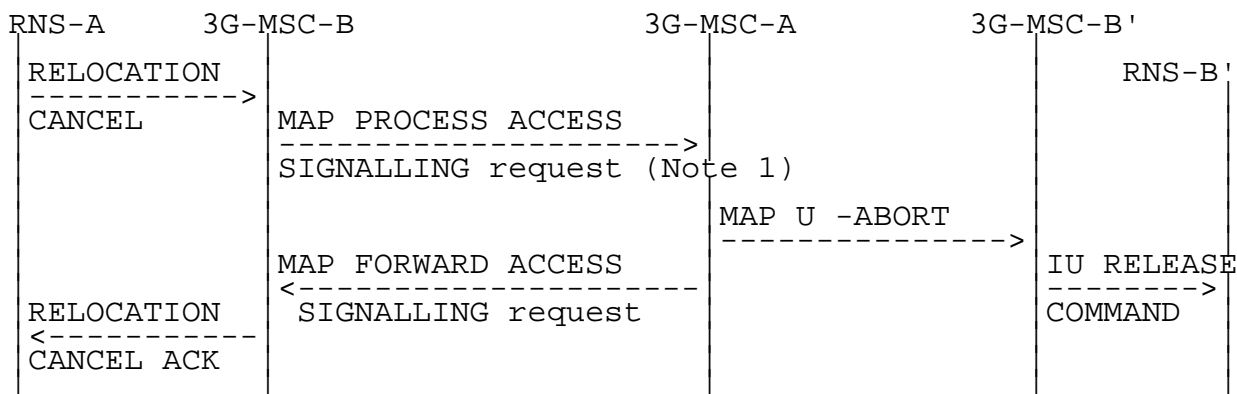 RNS-A 3G-MSC-B 3G-MSC-A 3G-MSC-B'
RELOCATION RNS-B'
CANCEL MAP PROCESS ACCESS
SIGNALLING request (Note 1)
MAP U -ABORT
MAP FORWARD ACCESS IU RELEASE
RELOCATION SIGNALLING request COMMAND
CANCEL ACK